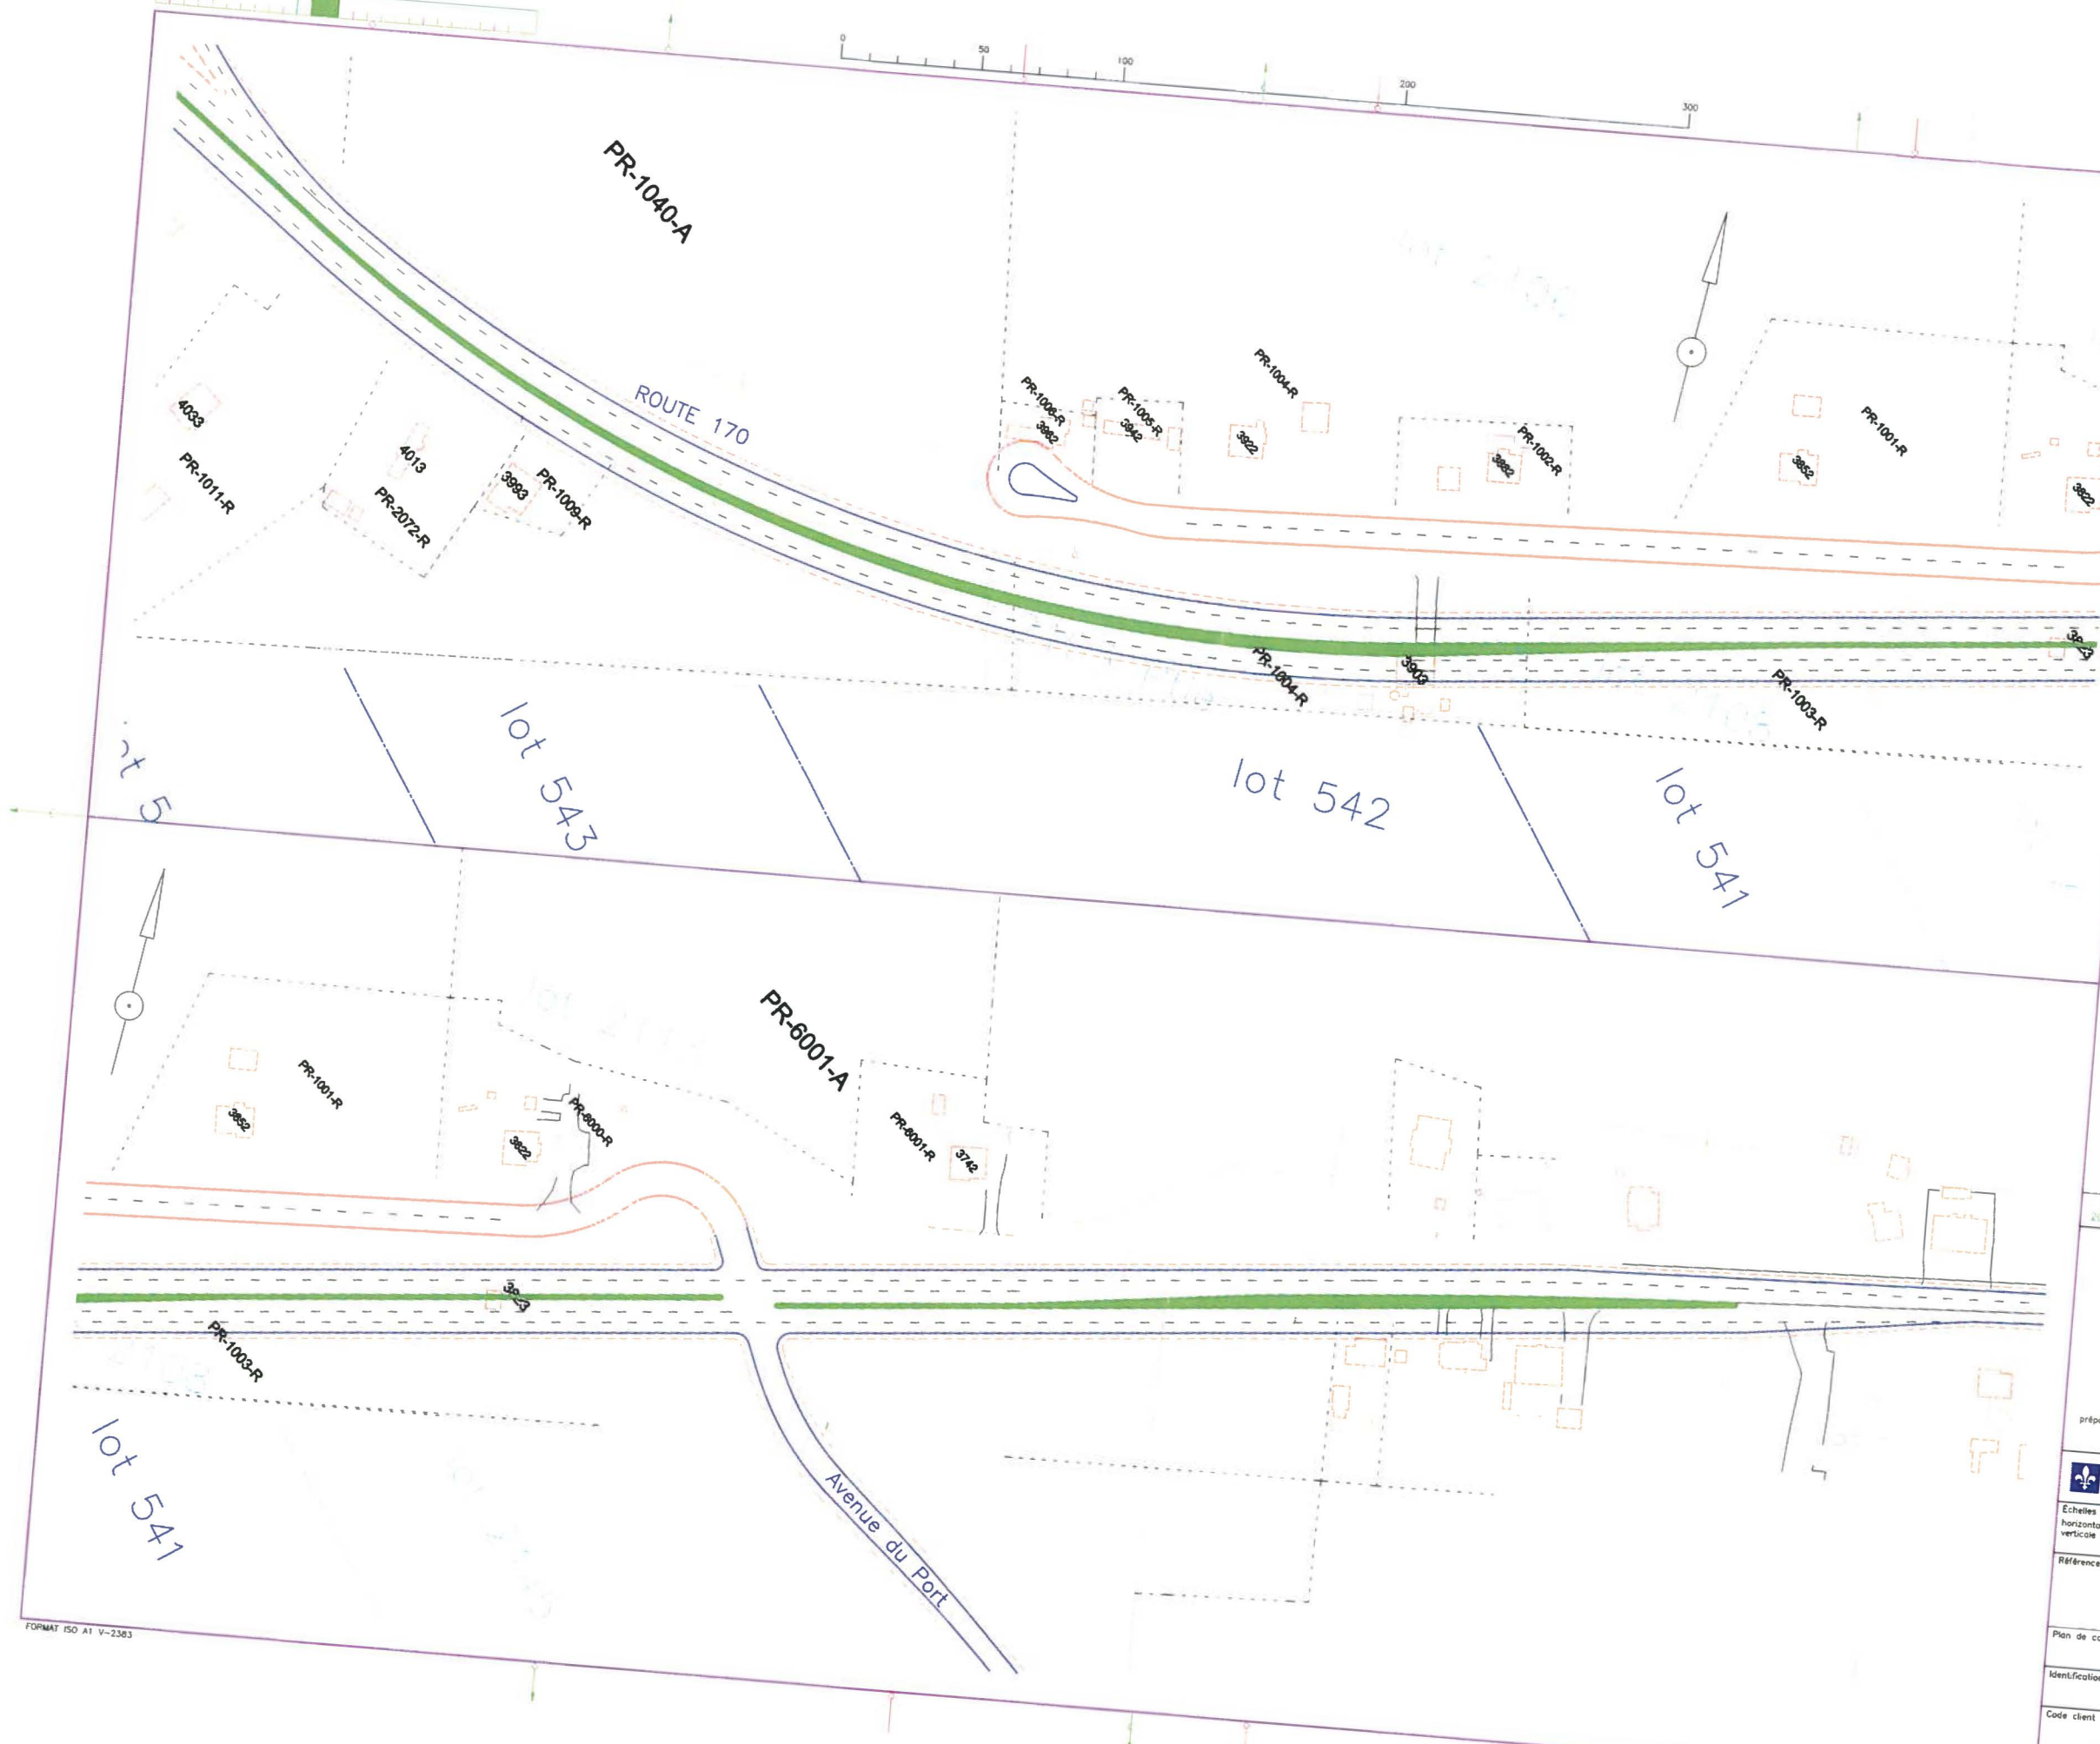 0
50
100
200
300
PR-1040-A
ROUTE 170
PR-1006-R
3962
PR-1005-R
3942
PR-1004-R
3922
PR-1002-R
3882
PR-1001-R
3852
3822
4033
PR-1011-R
4013
PR-2072-R
3993
PR-1009-R
PR-1004-R
3903
PR-1003-R
lot 543
lot 542
lot 541
PR-6001-A
PR-1001-R
3852
3822
PR-6000-R
PR-6001-R
3742
PR-1003-R
lot 541
Avenue du Port
FORMAT ISO A1 V-2383
prépa
Échelles
horizonta
verticale
Référence
Plan de co
Identification
Code client